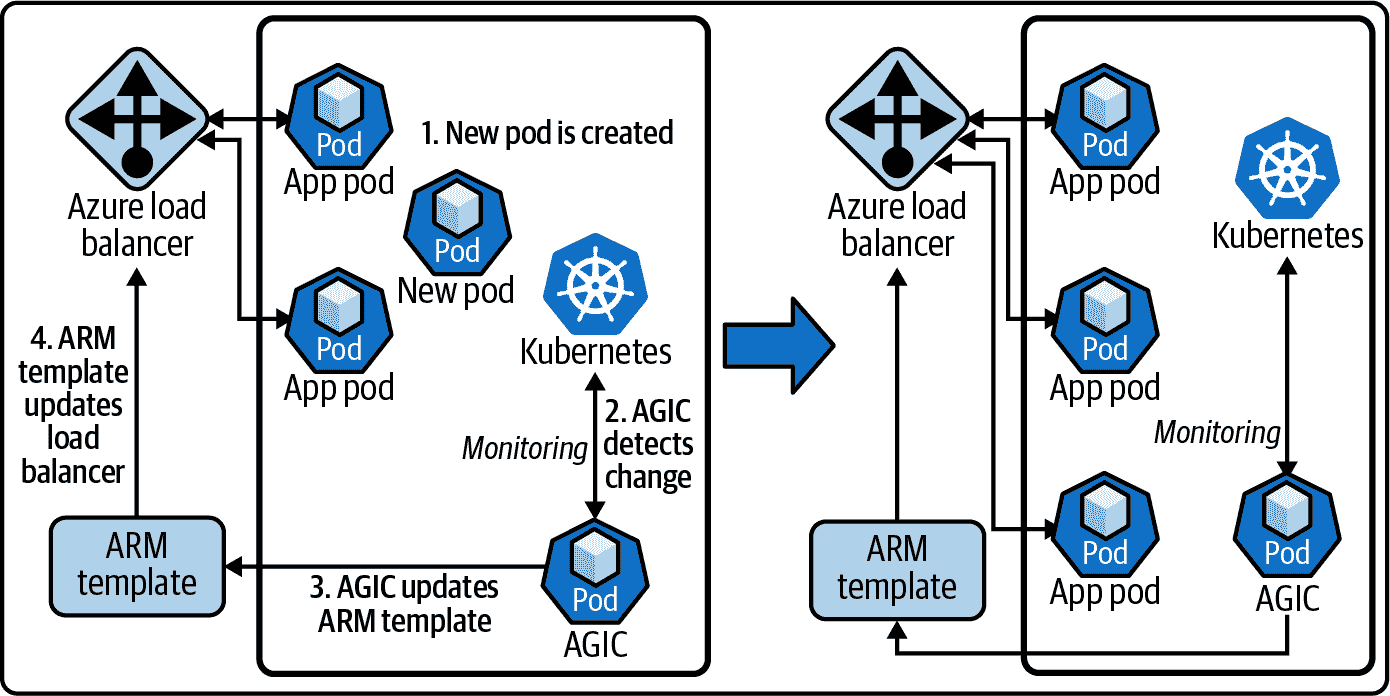 Pod
App pod
1. New pod is created
Azure load
balancer
Pod
New pod
Pod
App pod
Kubernetes
4. ARM
template
updates
load
balancer
Monitoring
2. AGIC
detects
change
ARM
template
3. AGIC updates
ARM template
Pod
AGIC
Azure load
balancer
Pod
App pod
Kubernetes
Pod
App pod
Monitoring
ARM
template
Pod
App pod
Pod
AGIC